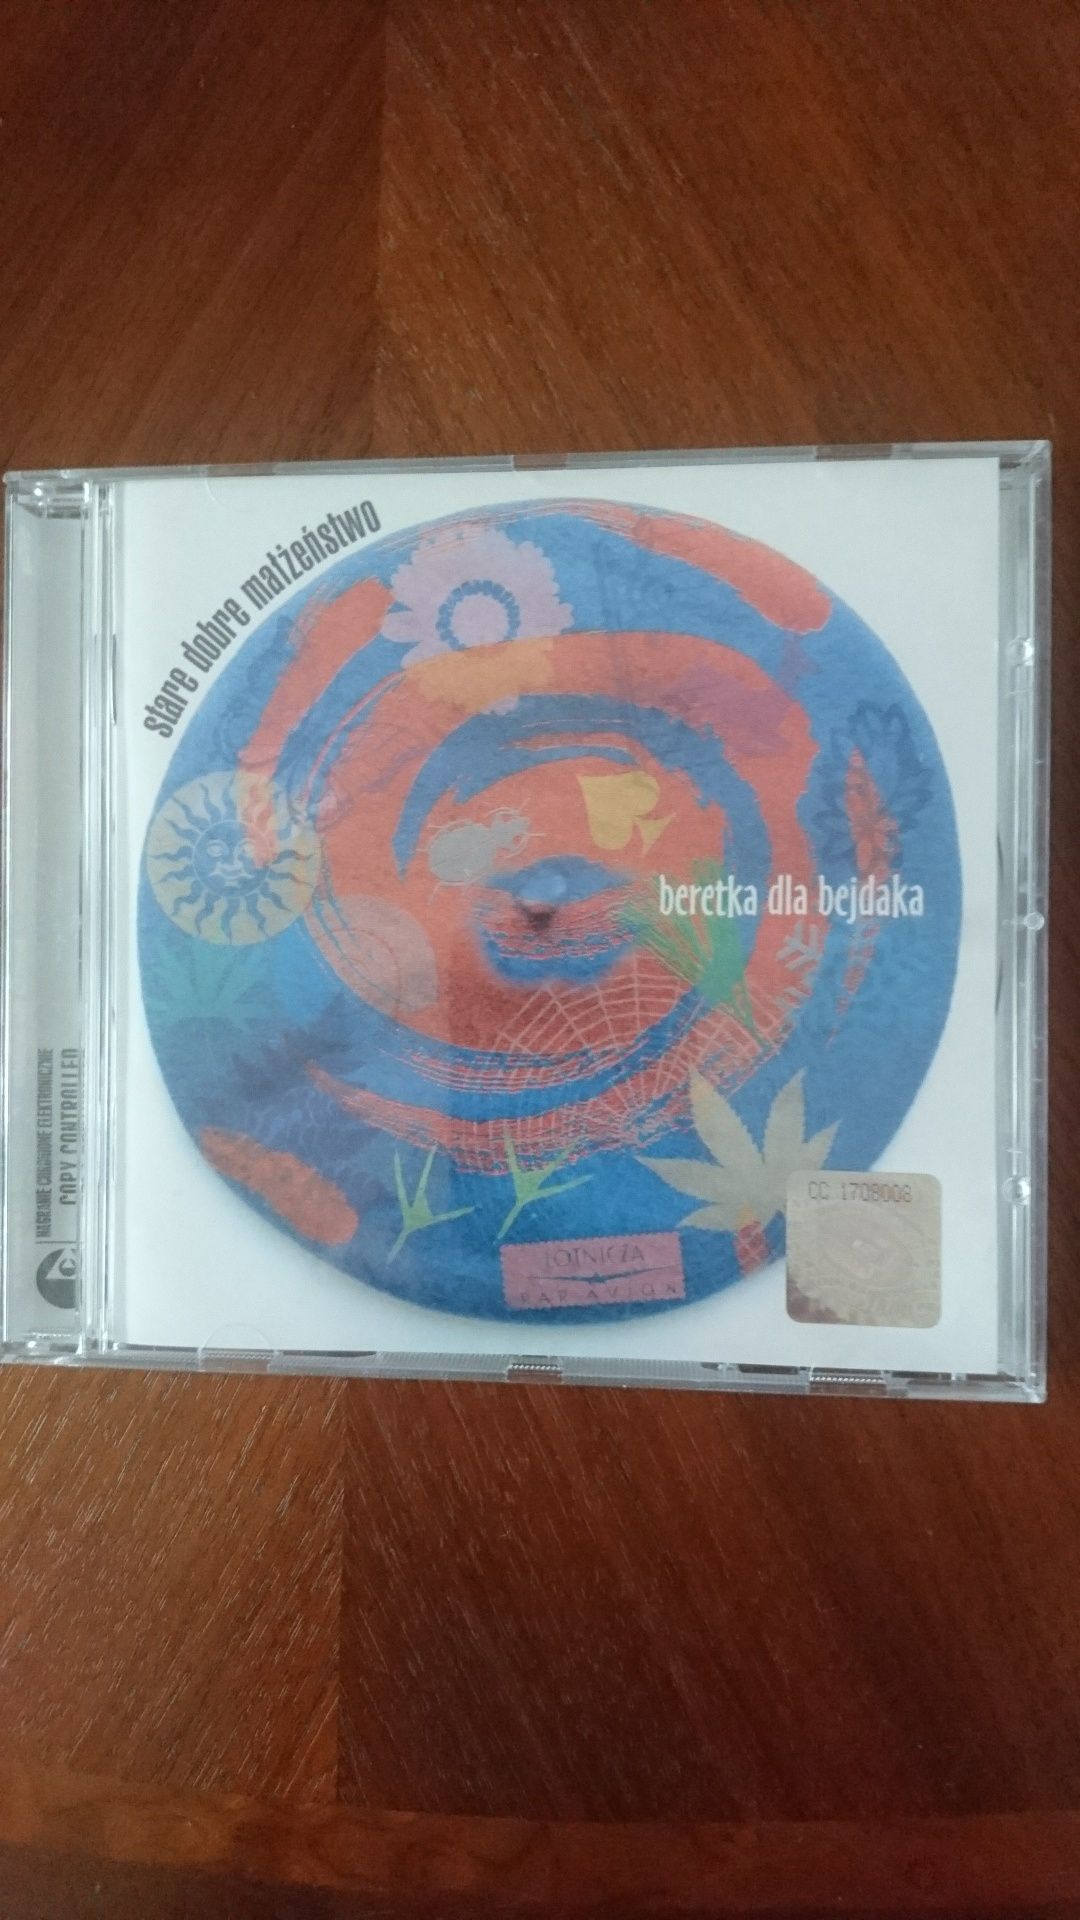 stare dobre małżeństwo
beretka dla bejdaka
NAGRANIE CHRONIONE ELEKTRONICZNIE
COPY CONTROLLED
LOTNICZA
PAR AVION
CC 1708008